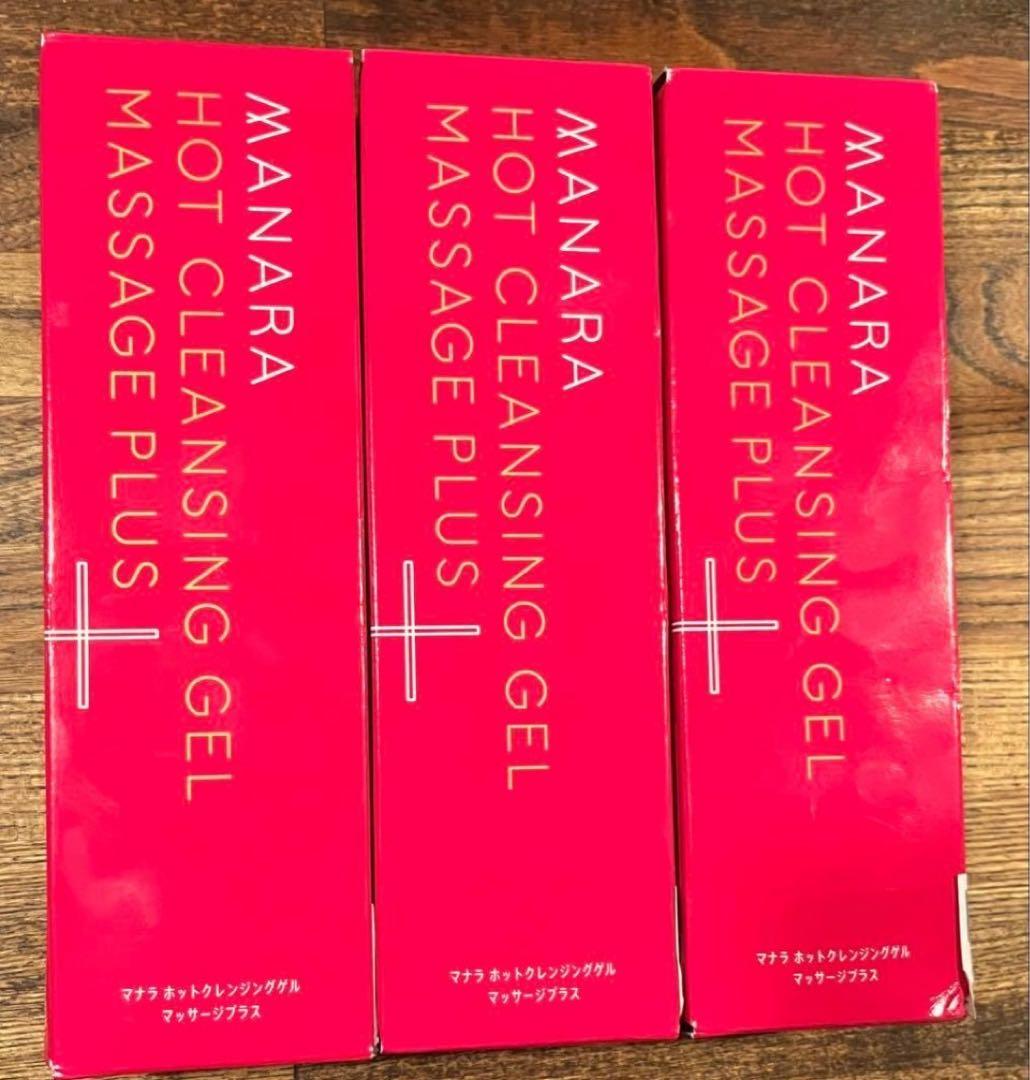 MANARA
HOT CLEANSING GEL
MASSAGE PLUS
マナラ ホットクレンジングゲル
マッサージプラス
MANARA
HOT CLEANSING GEL
MASSAGE PLUS
マナラ ホットクレンジングゲル
マッサージプラス
MANARA
HOT CLEANSING GEL
MASSAGE PLUS
マナラ ホットクレンジングゲル
マッサージプラス